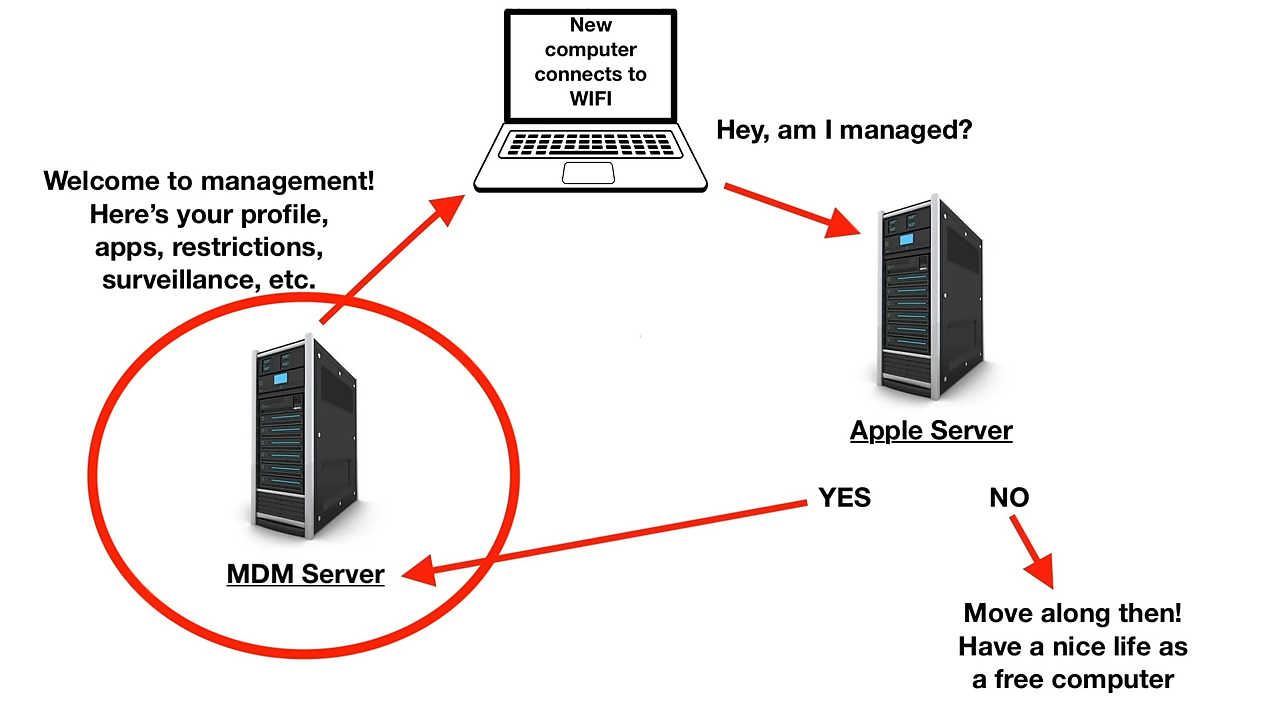 New
computer
connects to
WIFI
Hey, am I managed?
Welcome to management!
Here’s your profile,
apps, restrictions,
surveillance, etc.
Apple Server
YES
NO
MDM Server
Move along then!
Have a nice life as
a free computer